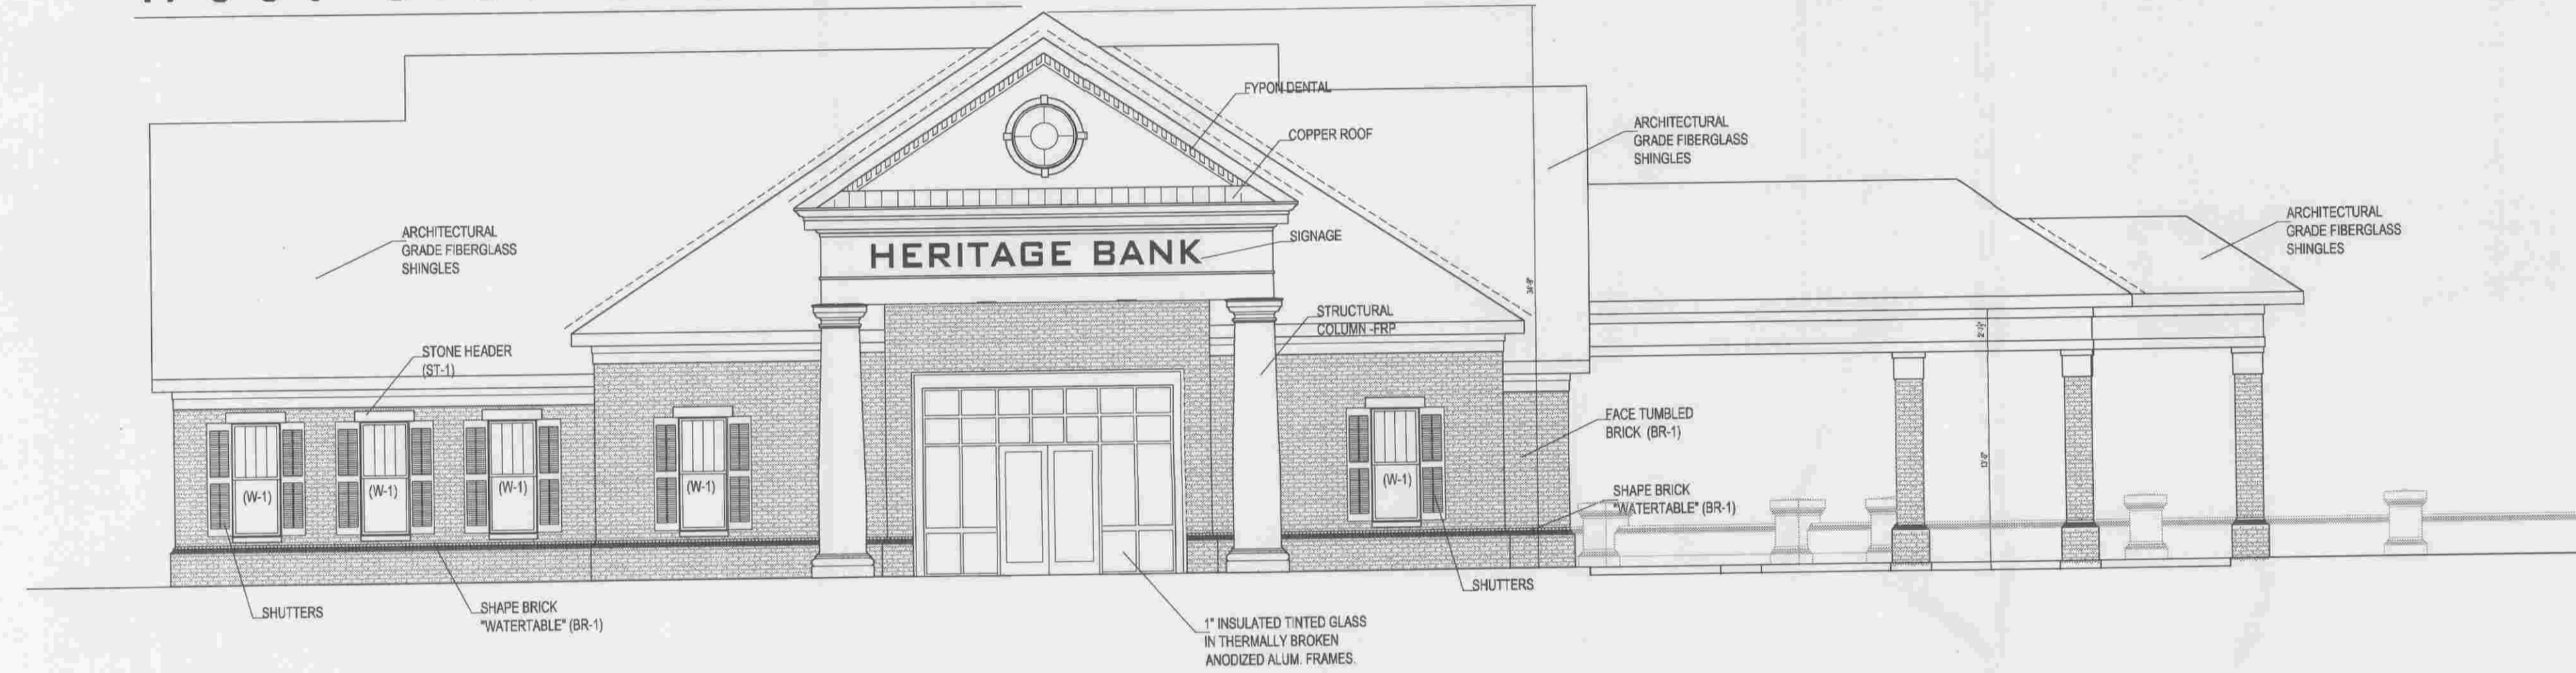 FYPON DENTAL
COPPER ROOF
ARCHITECTURAL
GRADE FIBERGLASS
SHINGLES
ARCHITECTURAL
GRADE FIBERGLASS
SHINGLES
ARCHITECTURAL
GRADE FIBERGLASS
SHINGLES
HERITAGE BANK
SIGNAGE
STRUCTURAL
COLUMN -FRP
STONE HEADER
(ST-1)
FACE TUMBLED
BRICK (BR-1)
(W-1)
(W-1)
(W-1)
(W-1)
(W-1)
SHAPE BRICK
"WATERTABLE" (BR-1)
SHUTTERS
SHUTTERS
SHAPE BRICK
"WATERTABLE" (BR-1)
1" INSULATED TINTED GLASS
IN THERMALLY BROKEN
ANODIZED ALUM. FRAMES.